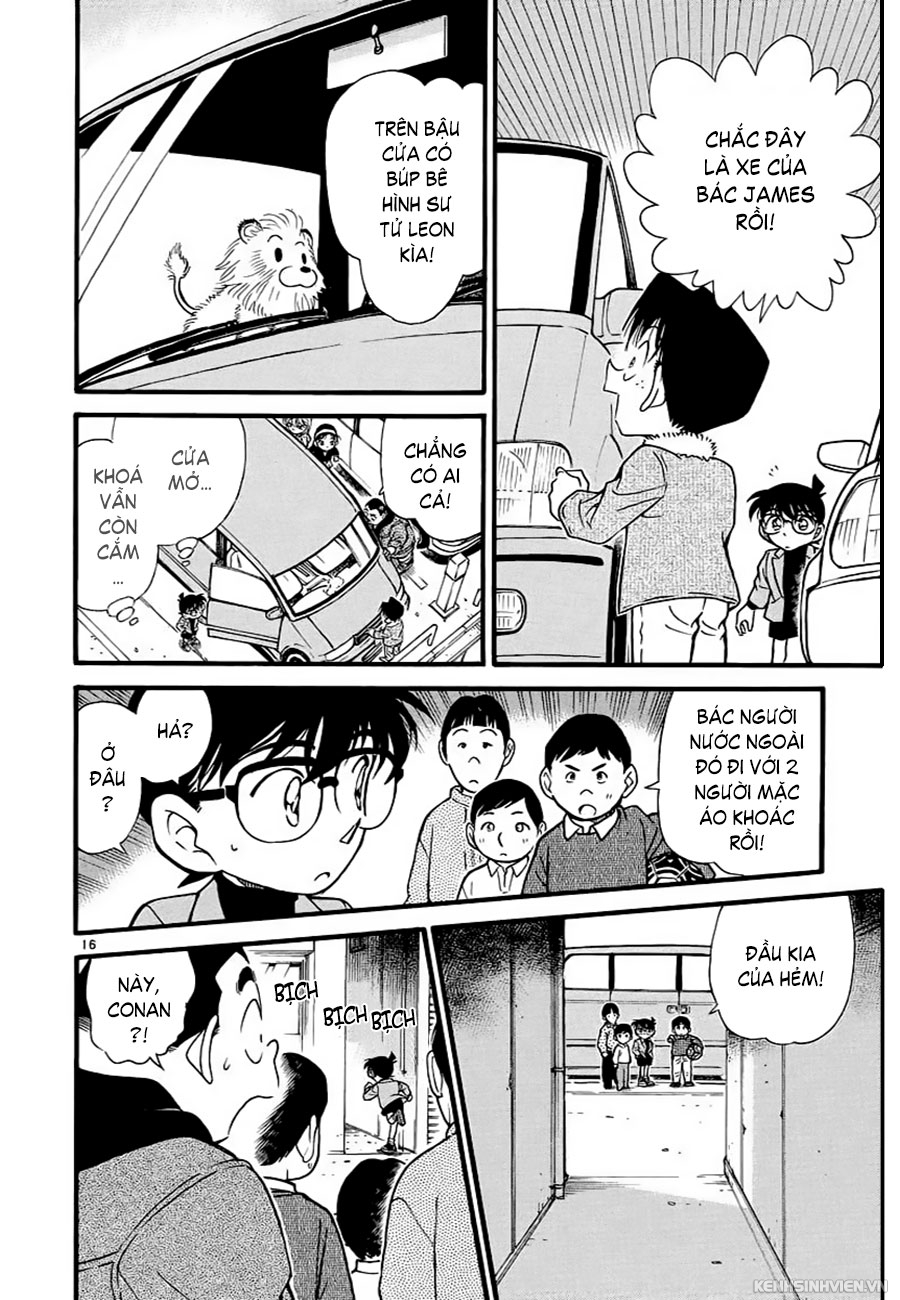 CHẮC ĐÂY
LÀ XE CỦA
BÁC JAMES
RỒI!
TRÊN BẬU
CỬA CÓ
BÚP BÊ
HÌNH SƯ
TỬ LEON
KÌA!
CHẲNG
CÓ AI
CẢ!
CỬA
MỞ...
KHOÁ
VẪN
CÒN
CẮM
...
BÁC NGƯỜI
NƯỚC NGOÀI
ĐÓ ĐI VỚI 2
NGƯỜI MẶC
ÁO KHOÁC
RỒI!
HẢ?
Ở
ĐÂU
?
ĐẦU KIA
CỦA HẺM!
16
NÀY,
CONAN
?!
BỊCH
BỊCH
BỊCH
KENHSINHVIEN.VN